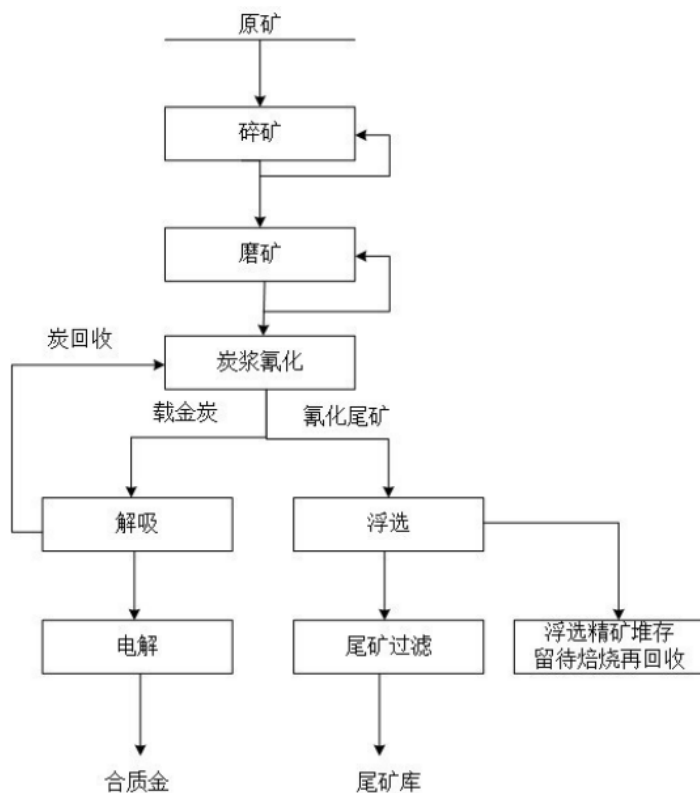 原矿
碎矿
磨矿
炭回收
炭浆氰化
载金炭
氰化尾矿
解吸
浮选
电解
尾矿过滤
浮选精矿堆存
留待焙烧再回收
合质金
尾矿库